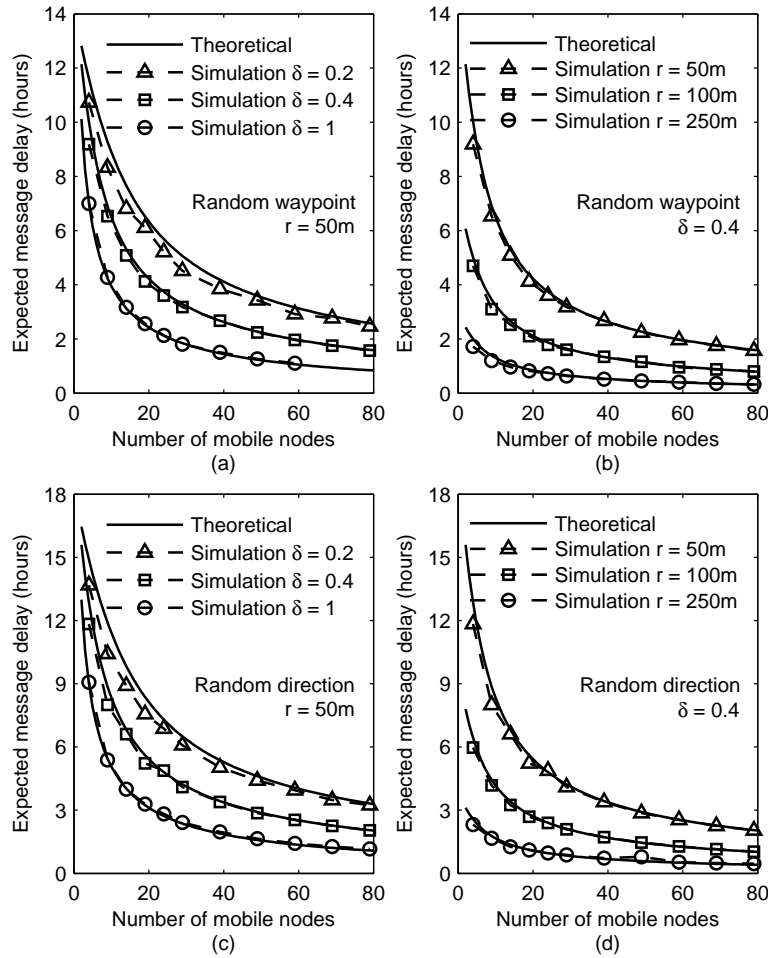 14
12
10
8
6
4
2
0
Expected message delay (hours)
Theoretical
Simulation δ = 0.2
Simulation δ = 0.4
Simulation δ = 1
Random waypoint
r = 50m
0 20 40 60 80
Number of mobile nodes
(a)
14
12
10
8
6
4
2
0
Expected message delay (hours)
Theoretical
Simulation r = 50m
Simulation r = 100m
Simulation r = 250m
Random waypoint
δ = 0.4
0 20 40 60 80
Number of mobile nodes
(b)
18
15
12
9
6
3
0
Expected message delay (hours)
Theoretical
Simulation δ = 0.2
Simulation δ = 0.4
Simulation δ = 1
Random direction
r = 50m
0 20 40 60 80
Number of mobile nodes
(c)
18
15
12
9
6
3
0
Expected message delay (hours)
Theoretical
Simulation r = 50m
Simulation r = 100m
Simulation r = 250m
Random direction
δ = 0.4
0 20 40 60 80
Number of mobile nodes
(d)